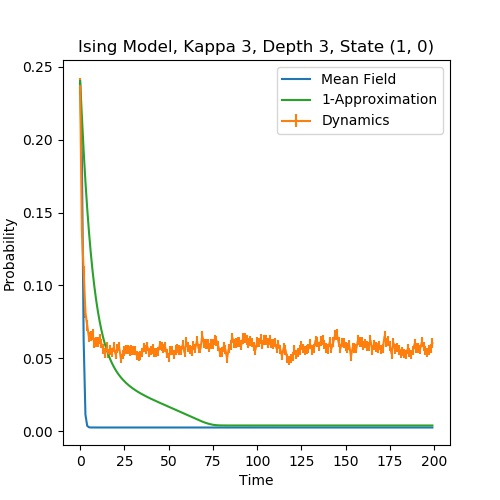 Ising Model, Kappa 3, Depth 3, State (1, 0)
Mean Field
1-Approximation
Dynamics
Probability
0.25
0.20
0.15
0.10
0.05
0.00
0 25 50 75 100 125 150 175 200
Time